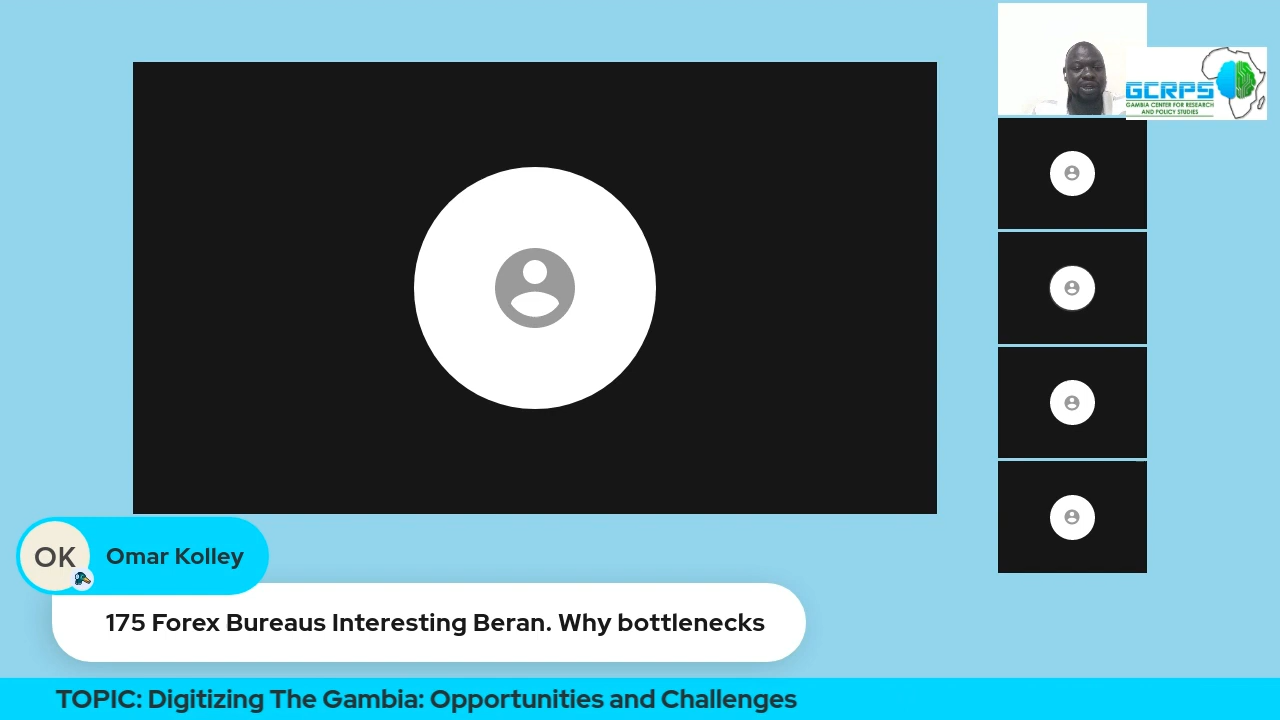 GCRPS
GAMBIA CENTER FOR RESEARCH
AND POLICY STUDIES
OK
Omar Kolley
175 Forex Bureaus Interesting Beran. Why bottlenecks
TOPIC: Digitizing The Gambia: Opportunities and Challenges